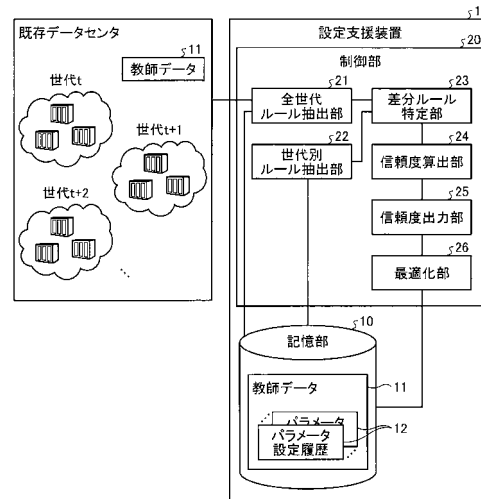 既存データセンタ
11
教師データ
世代t
世代t+1
世代t+2
1
設定支援装置
20
制御部
21
全世代
ルール抽出部
22
世代別
ルール抽出部
23
差分ルール
特定部
24
信頼度算出部
25
信頼度出力部
26
最適化部
10
記憶部
教師データ
11
パラメータ
パラメータ
設定履歴
12